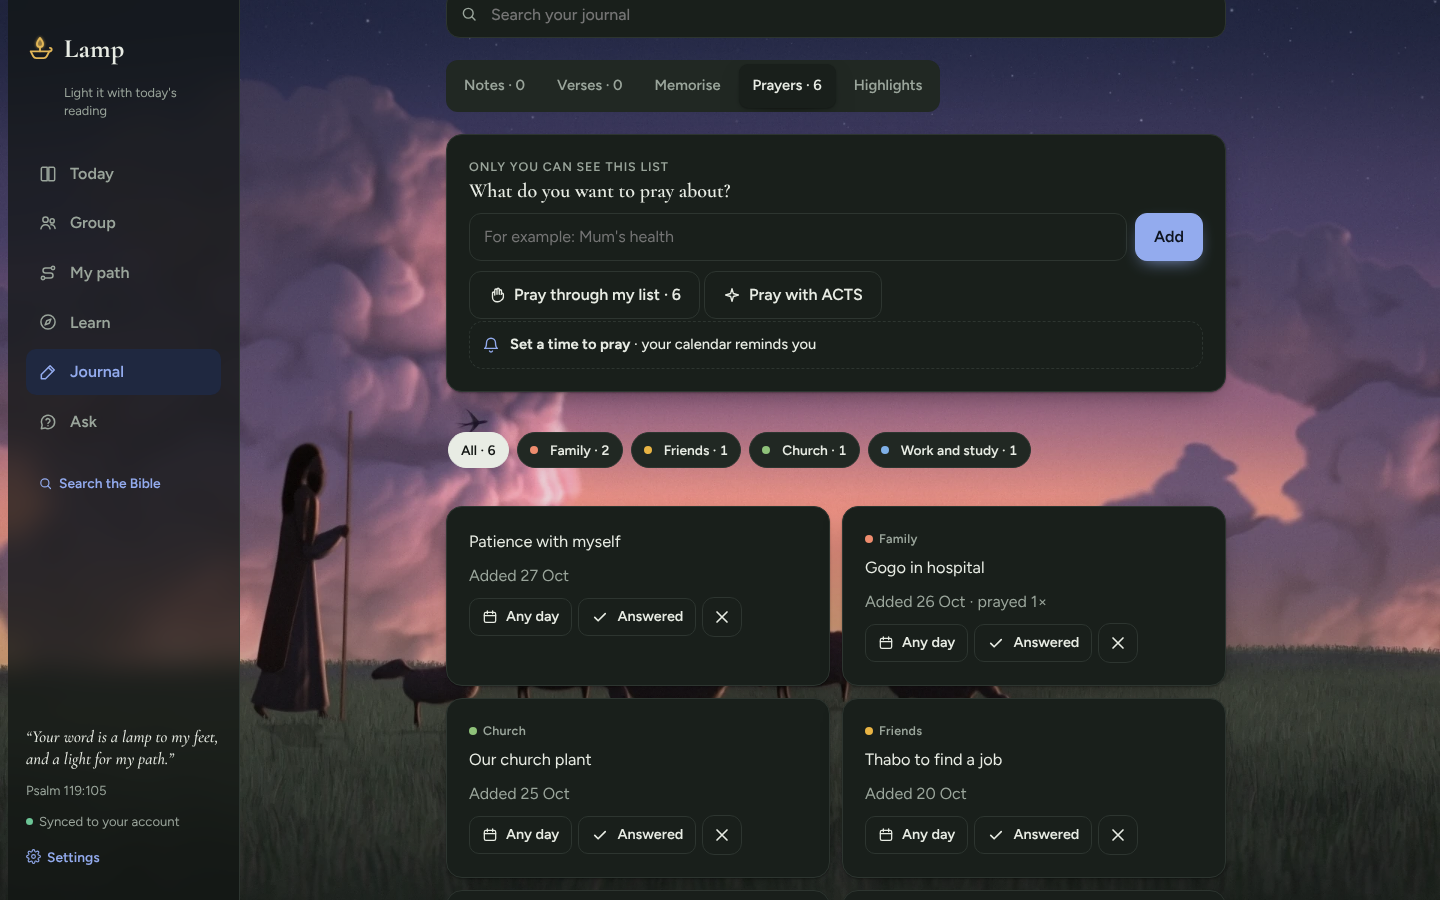 Lamp
Light it with today's
reading
Today
Group
My path
Learn
Journal
Ask
Search the Bible
“Your word is a lamp to my feet,
and a light for my path.”
Psalm 119:105
Synced to your account
Settings
Search your journal
Notes · 0 Verses · 0 Memorise Prayers · 6 Highlights
ONLY YOU CAN SEE THIS LIST
What do you want to pray about?
For example: Mum's health Add
Pray through my list · 6 Pray with ACTS
Set a time to pray · your calendar reminds you
All · 6 Family · 2 Friends · 1 Church · 1 Work and study · 1
Patience with myself
Added 27 Oct
Any day Answered
Family
Gogo in hospital
Added 26 Oct · prayed 1×
Any day Answered
Church
Our church plant
Added 25 Oct
Any day Answered
Friends
Thabo to find a job
Added 20 Oct
Any day Answered